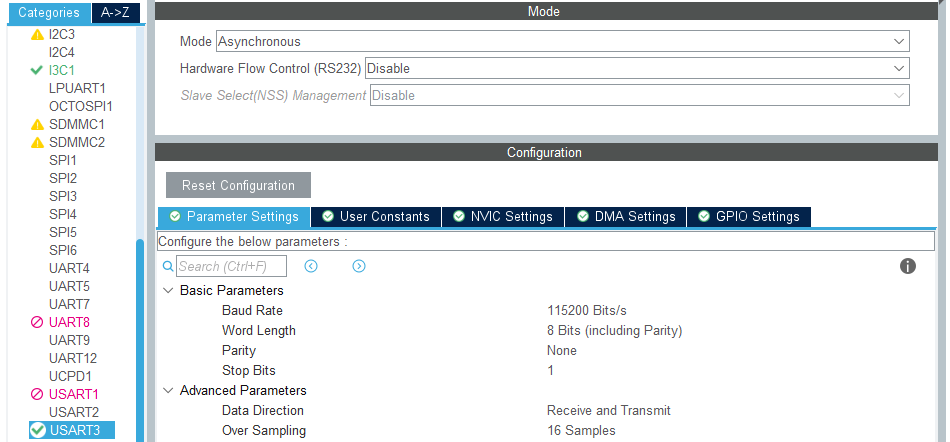 Categories A->Z
I2C3
I2C4
I3C1
LPUART1
OCTOSPI1
SDMMC1
SDMMC2
SPI1
SPI2
SPI3
SPI4
SPI5
SPI6
UART4
UART5
UART7
UART8
UART9
UART12
UCPD1
USART1
USART2
USART3
Mode
Mode Asynchronous
Hardware Flow Control (RS232) Disable
Slave Select(NSS) Management Disable
Configuration
Reset Configuration
Parameter Settings User Constants NVIC Settings DMA Settings GPIO Settings
Configure the below parameters :
Search (Ctrl+F)
Basic Parameters
Baud Rate 115200 Bits/s
Word Length 8 Bits (including Parity)
Parity None
Stop Bits 1
Advanced Parameters
Data Direction Receive and Transmit
Over Sampling 16 Samples